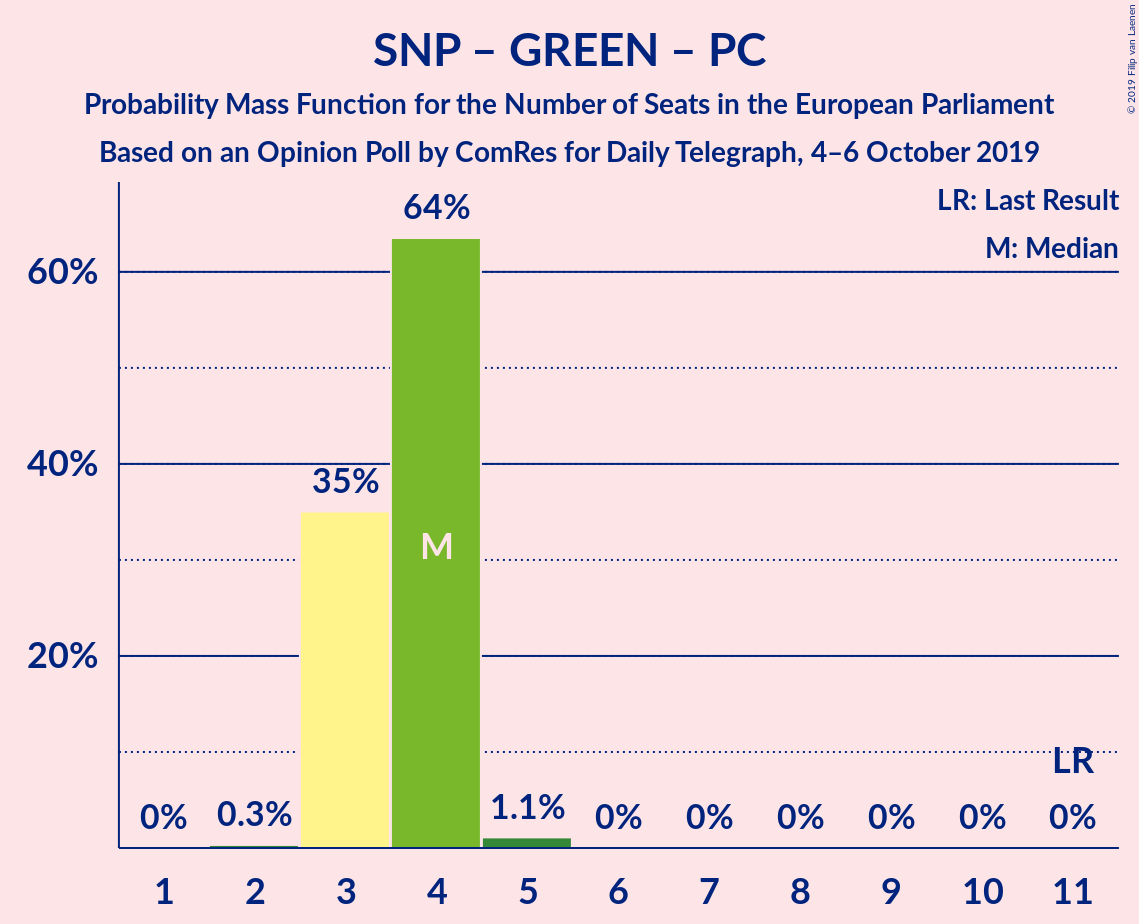 SNP – GREEN – PC
Probability Mass Function for the Number of Seats in the European Parliament
Based on an Opinion Poll by ComRes for Daily Telegraph, 4–6 October 2019
© 2019 Filip van Laenen
LR: Last Result
M: Median
64%
60%
40%
35%
M
20%
LR
0% 0.3% 1.1% 0% 0% 0% 0% 0% 0%
1 2 3 4 5 6 7 8 9 10 11